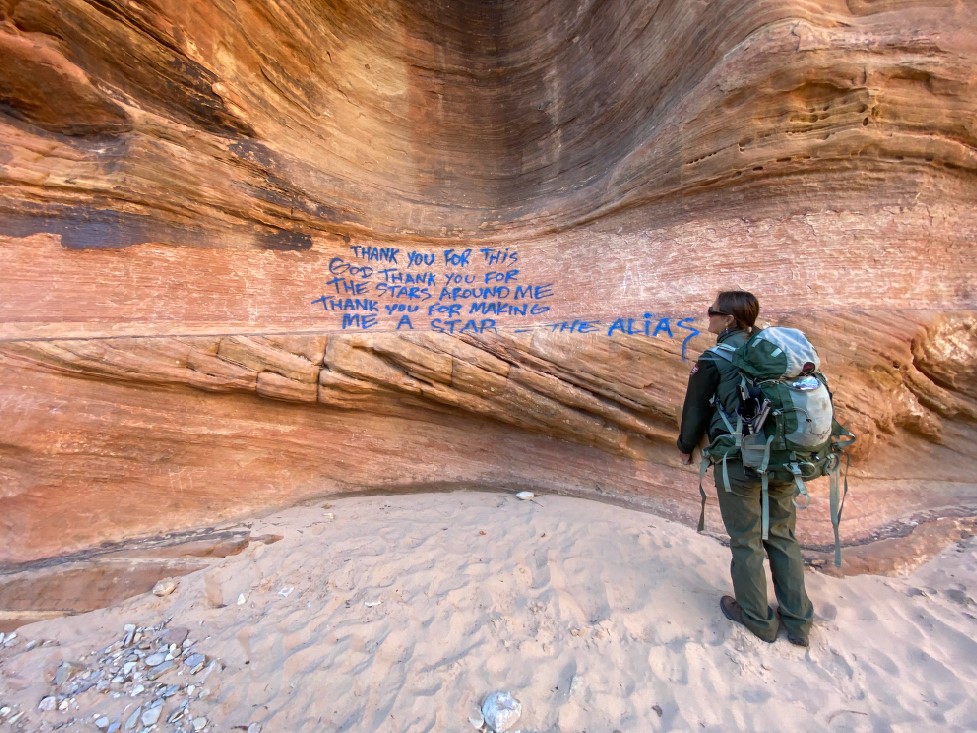 THANK YOU FOR THIS
GOD THANK YOU FOR
THE STARS AROUND ME
THANK YOU FOR MAKING
ME A STAR — THE ALIAS